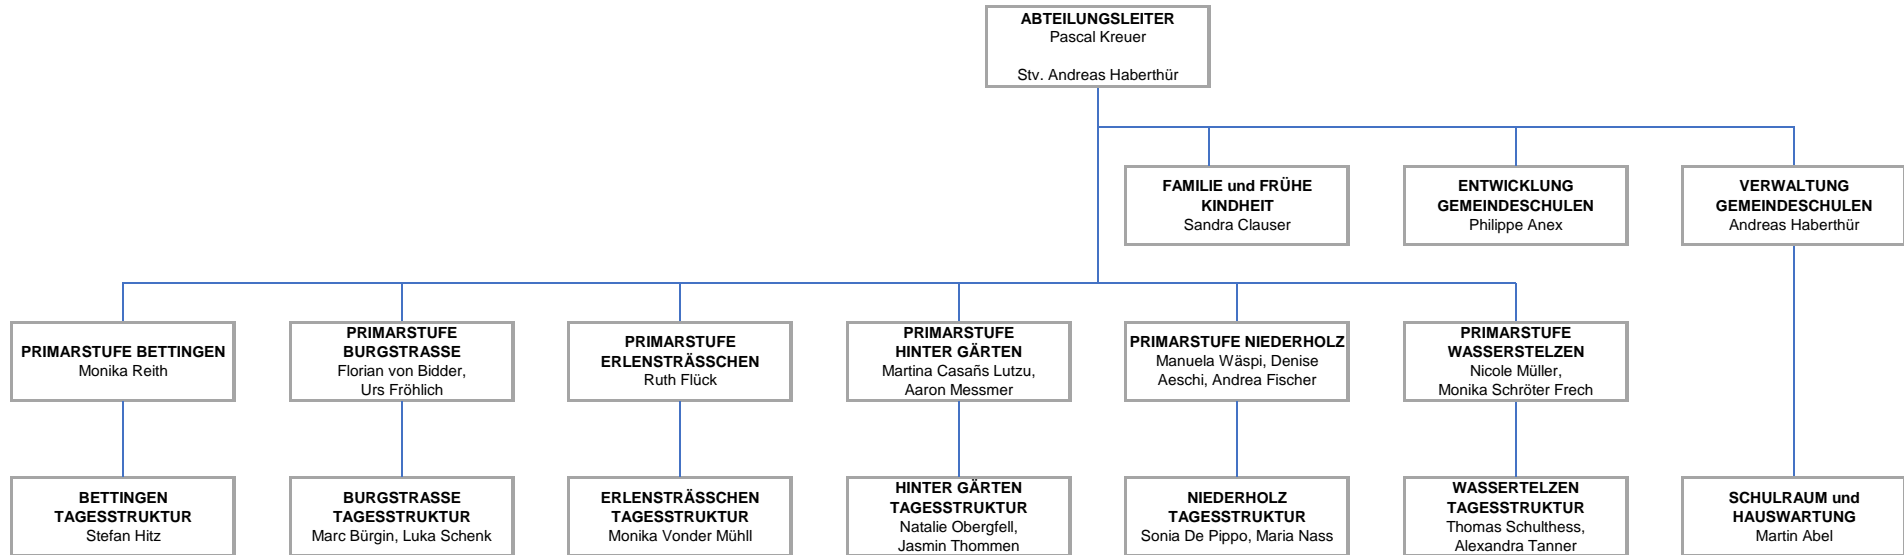 ABTEILUNGSLEITER
Pascal Kreuer
Stv. Andreas Haberthür
FAMILIE und FRÜHE
KINDHEIT
Sandra Clauser
ENTWICKLUNG
GEMEINDESCHULEN
Philippe Anex
VERWALTUNG
GEMEINDESCHULEN
Andreas Haberthür
PRIMARSTUFE BETTINGEN
Monika Reith
PRIMARSTUFE
BURGSTRASSE
Florian von Bidder,
Urs Fröhlich
PRIMARSTUFE
ERLENSTRÄSSCHEN
Ruth Flück
PRIMARSTUFE
HINTER GÄRTEN
Martina Casañs Lutzu,
Aaron Messmer
PRIMARSTUFE NIEDERHOLZ
Manuela Wäspi, Denise
Aeschi, Andrea Fischer
PRIMARSTUFE
WASSERSTELZEN
Nicole Müller,
Monika Schröter Frech
BETTINGEN
TAGESSTRUKTUR
Stefan Hitz
BURGSTRASSE
TAGESSTRUKTUR
Marc Bürgin, Luka Schenk
ERLENSTRÄSSCHEN
TAGESSTRUKTUR
Monika Vonder Mühll
HINTER GÄRTEN
TAGESSTRUKTUR
Natalie Obergfell,
Jasmin Thommen
NIEDERHOLZ
TAGESSTRUKTUR
Sonia De Pippo, Maria Nass
WASSERTELZEN
TAGESSTRUKTUR
Thomas Schulthess,
Alexandra Tanner
SCHULRAUM und
HAUSWARTUNG
Martin Abel